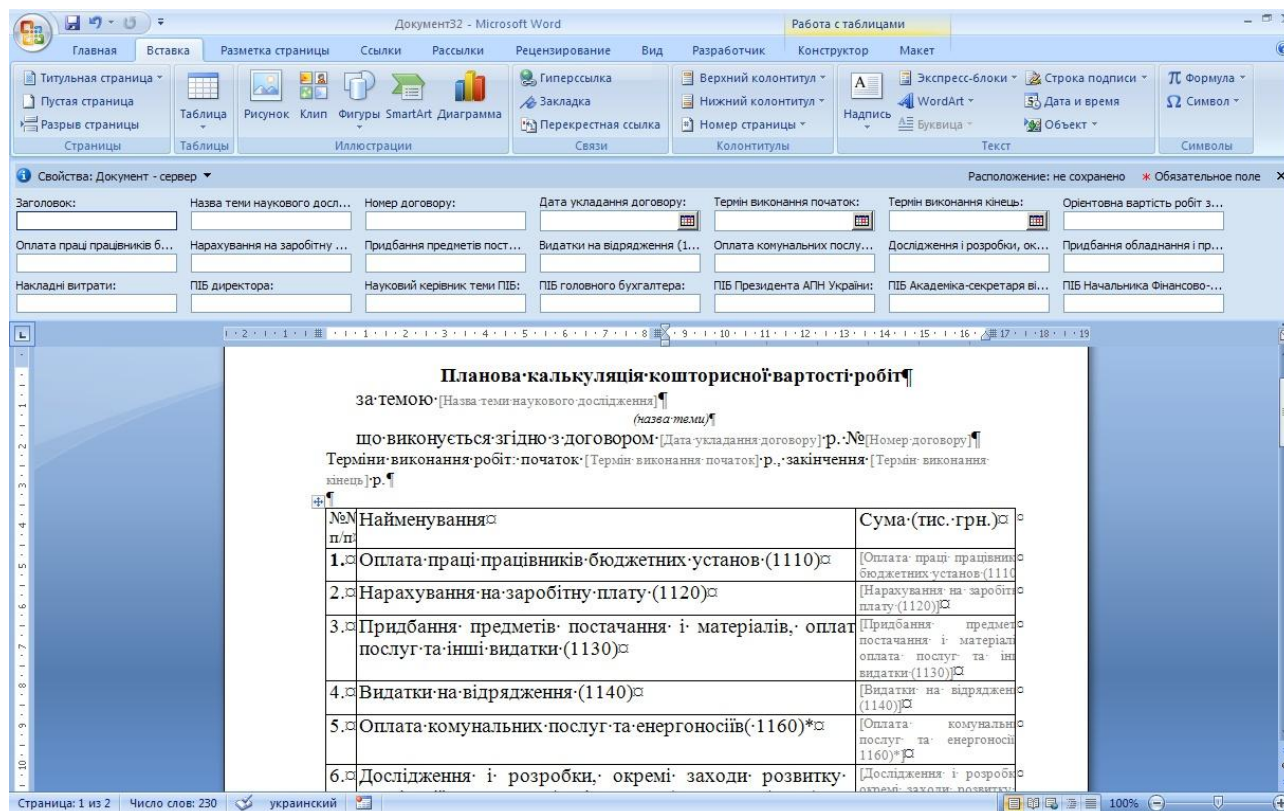 Документ32 - Microsoft Word
Работа с таблицами
Главная Вставка Разметка страницы Ссылки Рассылки Рецензирование Вид Разработчик Конструктор Макет
Титульная страница
Пустая страница
Разрыв страницы
Страницы
Таблица
Таблицы
Рисунок Клип Фигуры SmartArt Диаграмма
Иллюстрации
Гиперссылка
Закладка
Перекрестная ссылка
Связи
Верхний колонтитул
Нижний колонтитул
Номер страницы
Колонтитулы
Надпись
Экспресс-блоки
WordArt
Буквица
Строка подписи
Дата и время
Объект
Текст
Формула
Символ
Символы
Свойства: Документ - сервер
Расположение: не сохранено * Обязательное поле
Заголовок: Назва теми наукового досл... Номер договору: Дата укладання договору: Термін виконання початок: Термін виконання кінець: Орієнтовна вартість робіт з...
Оплата праці працівників б... Нарахування на заробітну ... Придбання предметів пост... Видатки на відрядження (1... Оплата комунальних послу... Дослідження і розробки, ок... Придбання обладнання і пр...
Накладні витрати: ПІБ директора: Науковий керівник теми ПІБ: ПІБ головного бухгалтера: ПІБ Президента АПН України: ПІБ Академіка-секретаря ві... ПІБ Начальника Фінансово-...
Планова калькуляція кошторисної вартості робіт¶
за темою [Назва теми наукового дослідження]¶
(назва теми)¶
що виконується згідно з договором [Дата укладання договору] р. №[Номер договору]¶
Терміни виконання робіт: початок [Термін виконання початок] р., закінчення [Термін виконання
кінець] р.¶
№N
п/п
Найменування
Сума (тис. грн.)
1. Оплата праці працівників бюджетних установ (1110)
[Оплата праці працівник
бюджетних установ (1110
2. Нарахування на заробітну плату (1120)
[Нарахування на заробіт
плату (1120)]
3. Придбання предметів постачання і матеріалів, оплат
послуг та інші видатки (1130)
[Придбання предмет
постачання і матеріалі
оплата послуг та ін
видатки (1130)]
4. Видатки на відрядження (1140)
[Видатки на відряджен
(1140)]
5. Оплата комунальних послуг та енергоносіїв( 1160)*
[Оплата комуналь
послуг та енергоносії
1160)*]
6. Дослідження і розробки, окремі заходи розвитку
[Дослідження і розробк
окремі заходи розвитку
Страница: 1 из 2 Число слов: 230 украинский 100%